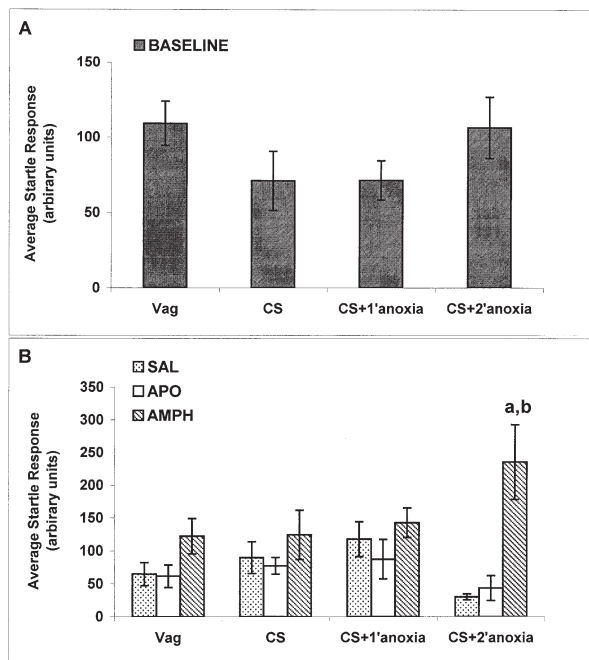 A
BASELINE
150
100
50
0
Average Startle Response
(arbirary units)
Vag CS CS+1'anoxia CS+2'anoxia
B
SAL
APO
AMPH
350
300
250
200
150
100
50
0
Average Startle Response
(arbirary units)
a,b
Vag CS CS+1'anoxia CS+2'anoxia